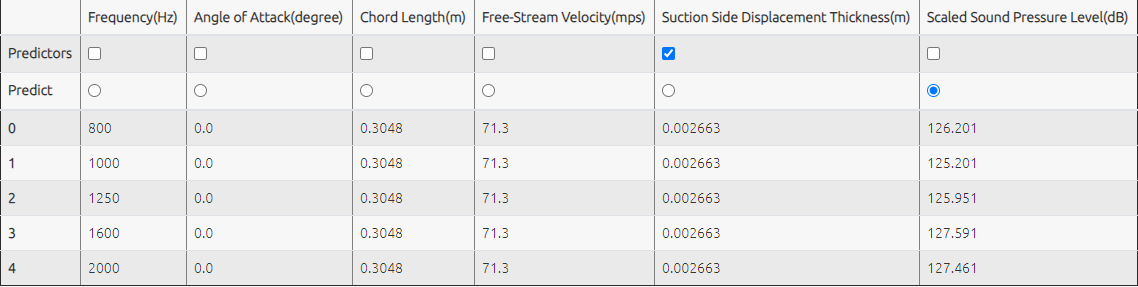 Frequency(Hz) Angle of Attack(degree) Chord Length(m) Free-Stream Velocity(mps) Suction Side Displacement Thickness(m) Scaled Sound Pressure Level(dB)
Predictors
Predict
0 800 0.0 0.3048 71.3 0.002663 126.201
1 1000 0.0 0.3048 71.3 0.002663 125.201
2 1250 0.0 0.3048 71.3 0.002663 125.951
3 1600 0.0 0.3048 71.3 0.002663 127.591
4 2000 0.0 0.3048 71.3 0.002663 127.461